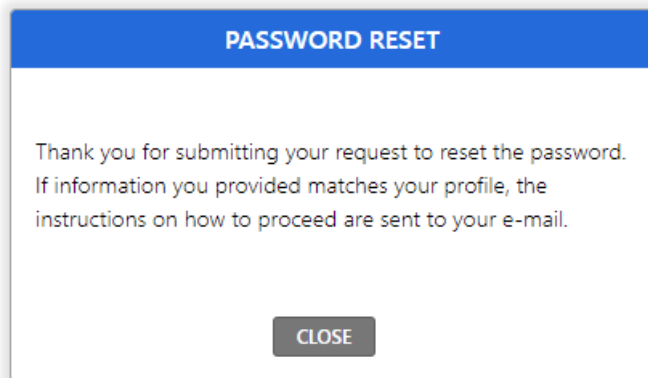 PASSWORD RESET
Thank you for submitting your request to reset the password.
If information you provided matches your profile, the
instructions on how to proceed are sent to your e-mail.
CLOSE